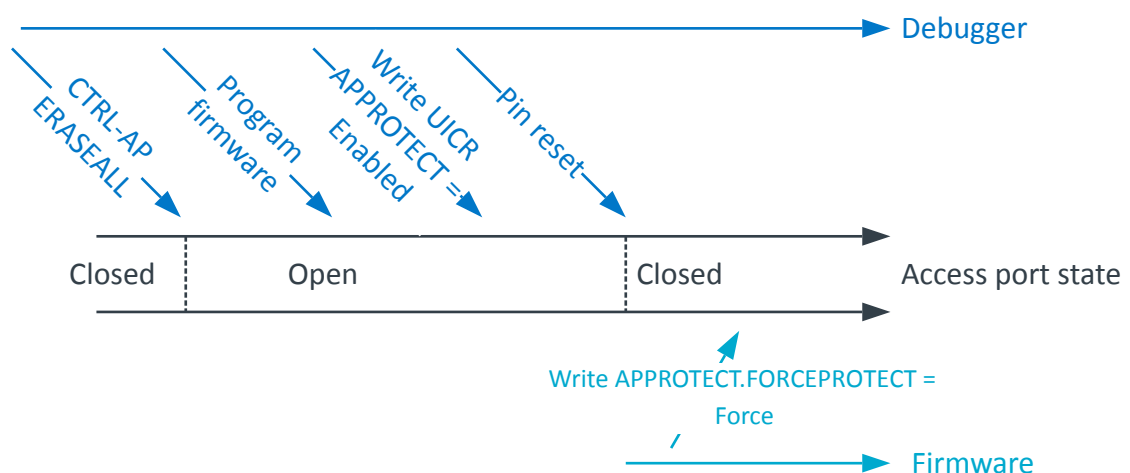 Debugger
CTRL-AP
ERASEALL
Program
firmware
Write UICR
APPROTECT =
Enabled
Pin reset
Closed
Open
Closed
Access port state
Write APPROTECT.FORCEPROTECT =
Force
Firmware